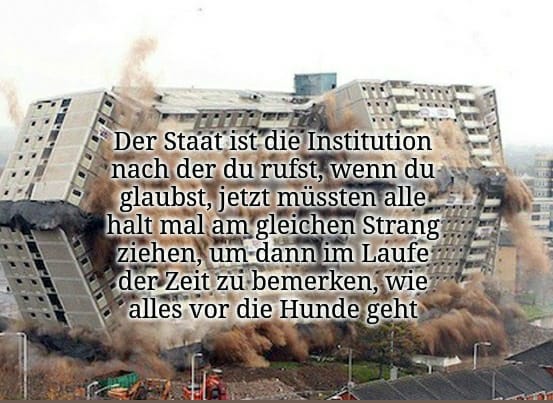 Der Staat ist die Institution
nach der du rufst, wenn du
glaubst, jetzt müssten alle
halt mal am gleichen Strang
ziehen, um dann im Laufe
der Zeit zu bemerken, wie
alles vor die Hunde geht